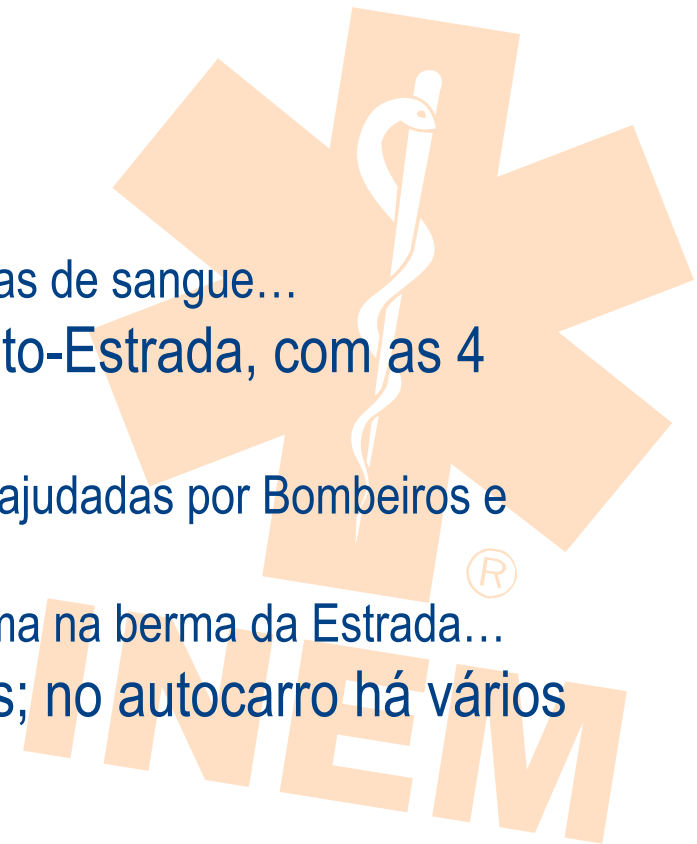 as de sangue…
to-Estrada, com as 4
ajudadas por Bombeiros e
®
ma na berma da Estrada…
s; no autocarro há vários
INEM